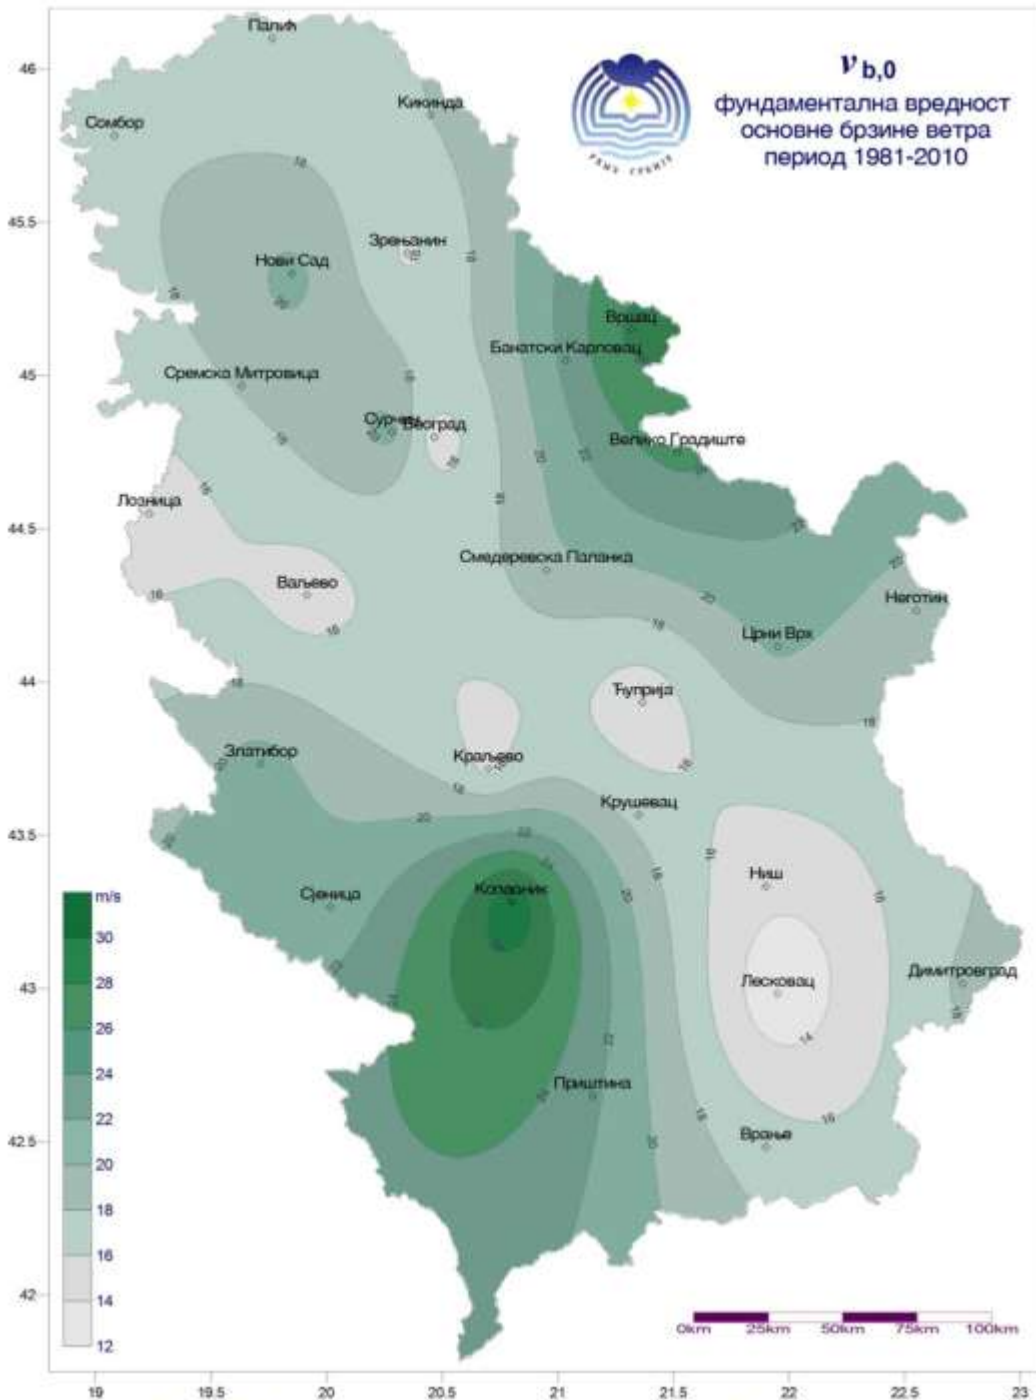 v b,0
фундаментална вредност
основне брзине ветра
период 1981-2010
РХМЗ СРБИЈЕ
Палић
Кикинда
Сомбор
Зрењанин
Нови Сад
Вршац
Банатски Карловац
Сремска Митровица
Сурчин
Београд
Велико Градиште
Лозница
Смедеревска Паланка
Ваљево
Неготин
Црни Врх
Ћуприја
Златибор
Краљево
Крушевац
Ниш
Копаоник
Сјеница
Димитровград
Лесковац
Приштина
Врање
m/s
30
28
26
24
22
20
18
16
14
12
46
45.5
45
44.5
44
43.5
43
42.5
42
0km 25km 50km 75km 100km
19 19.5 20 20.5 21 21.5 22 22.5 23